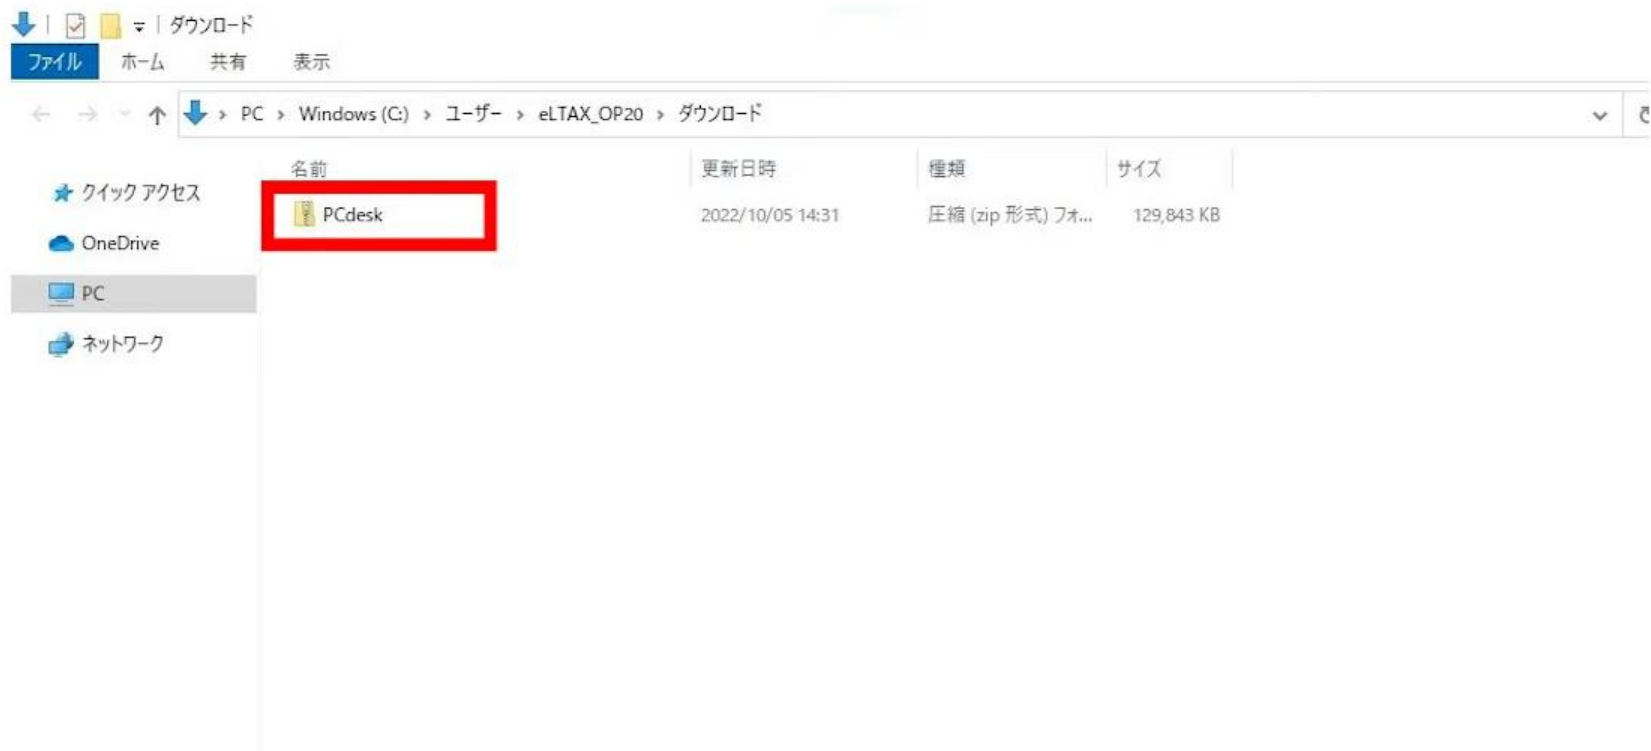 ダウンロード
ファイル ホーム 共有 表示
PC › Windows (C:) › ユーザー › eLTAX_OP20 › ダウンロード
名前 更新日時 種類 サイズ
クイック アクセス
PCdesk 2022/10/05 14:31 圧縮 (zip 形式) フォ... 129,843 KB
OneDrive
PC
ネットワーク